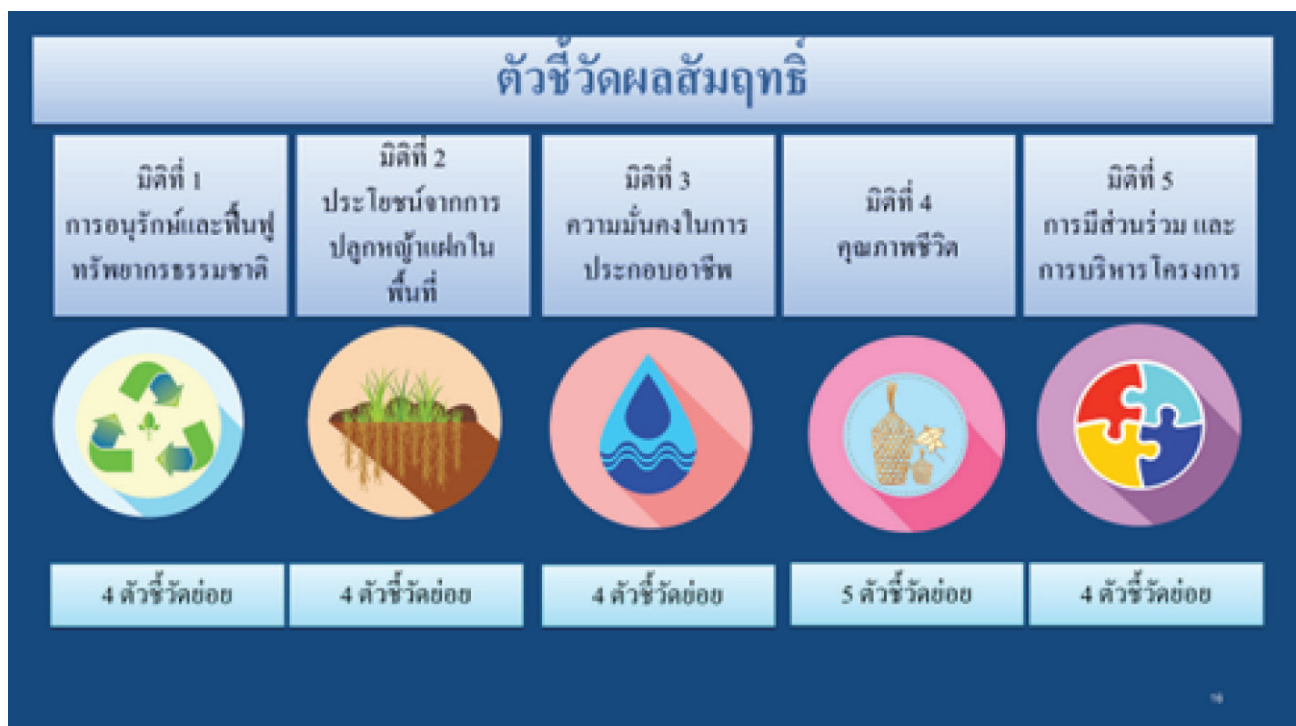 ตัวชี้วัดผลสัมฤทธิ์
มิติที่ 1
การอนุรักษ์และฟื้นฟู
ทรัพยากรธรรมชาติ
มิติที่ 2
ประโยชน์จากการ
ปลูกหญ้าแฝกใน
พื้นที่
มิติที่ 3
ความมั่นคงในการ
ประกอบอาชีพ
มิติที่ 4
คุณภาพชีวิต
มิติที่ 5
การมีส่วนร่วม และ
การบริหารโครงการ
4 ตัวชี้วัดย่อย
4 ตัวชี้วัดย่อย
4 ตัวชี้วัดย่อย
5 ตัวชี้วัดย่อย
4 ตัวชี้วัดย่อย